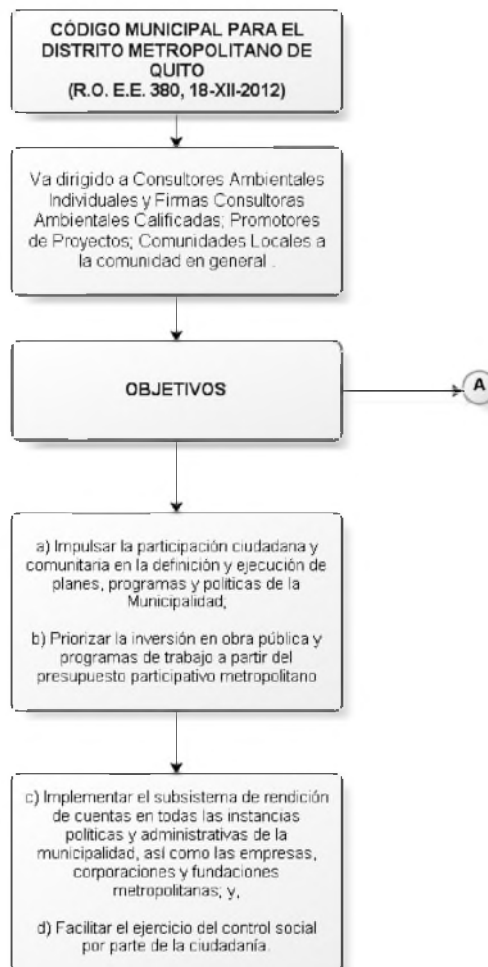 CÓDIGO MUNICIPAL PARA EL
DISTRITO METROPOLITANO DE
QUITO
(R.O. E.E. 380, 18-XII-2012)
Va dirigido a Consultores Ambientales
Individuales y Firmas Consultoras
Ambientales Calificadas; Promotores
de Proyectos; Comunidades Locales a
la comunidad en general .
OBJETIVOS
A
a) Impulsar la participación ciudadana y
comunitaria en la definición y ejecución de
planes, programas y políticas de la
Municipalidad;
b) Priorizar la inversión en obra pública y
programas de trabajo a partir del
presupuesto participativo metropolitano
c) Implementar el subsistema de rendición
de cuentas en todas las instancias
políticas y administrativas de la
municipalidad, así como las empresas,
corporaciones y fundaciones
metropolitanas; y,
d) Facilitar el ejercicio del control social
por parte de la ciudadanía.